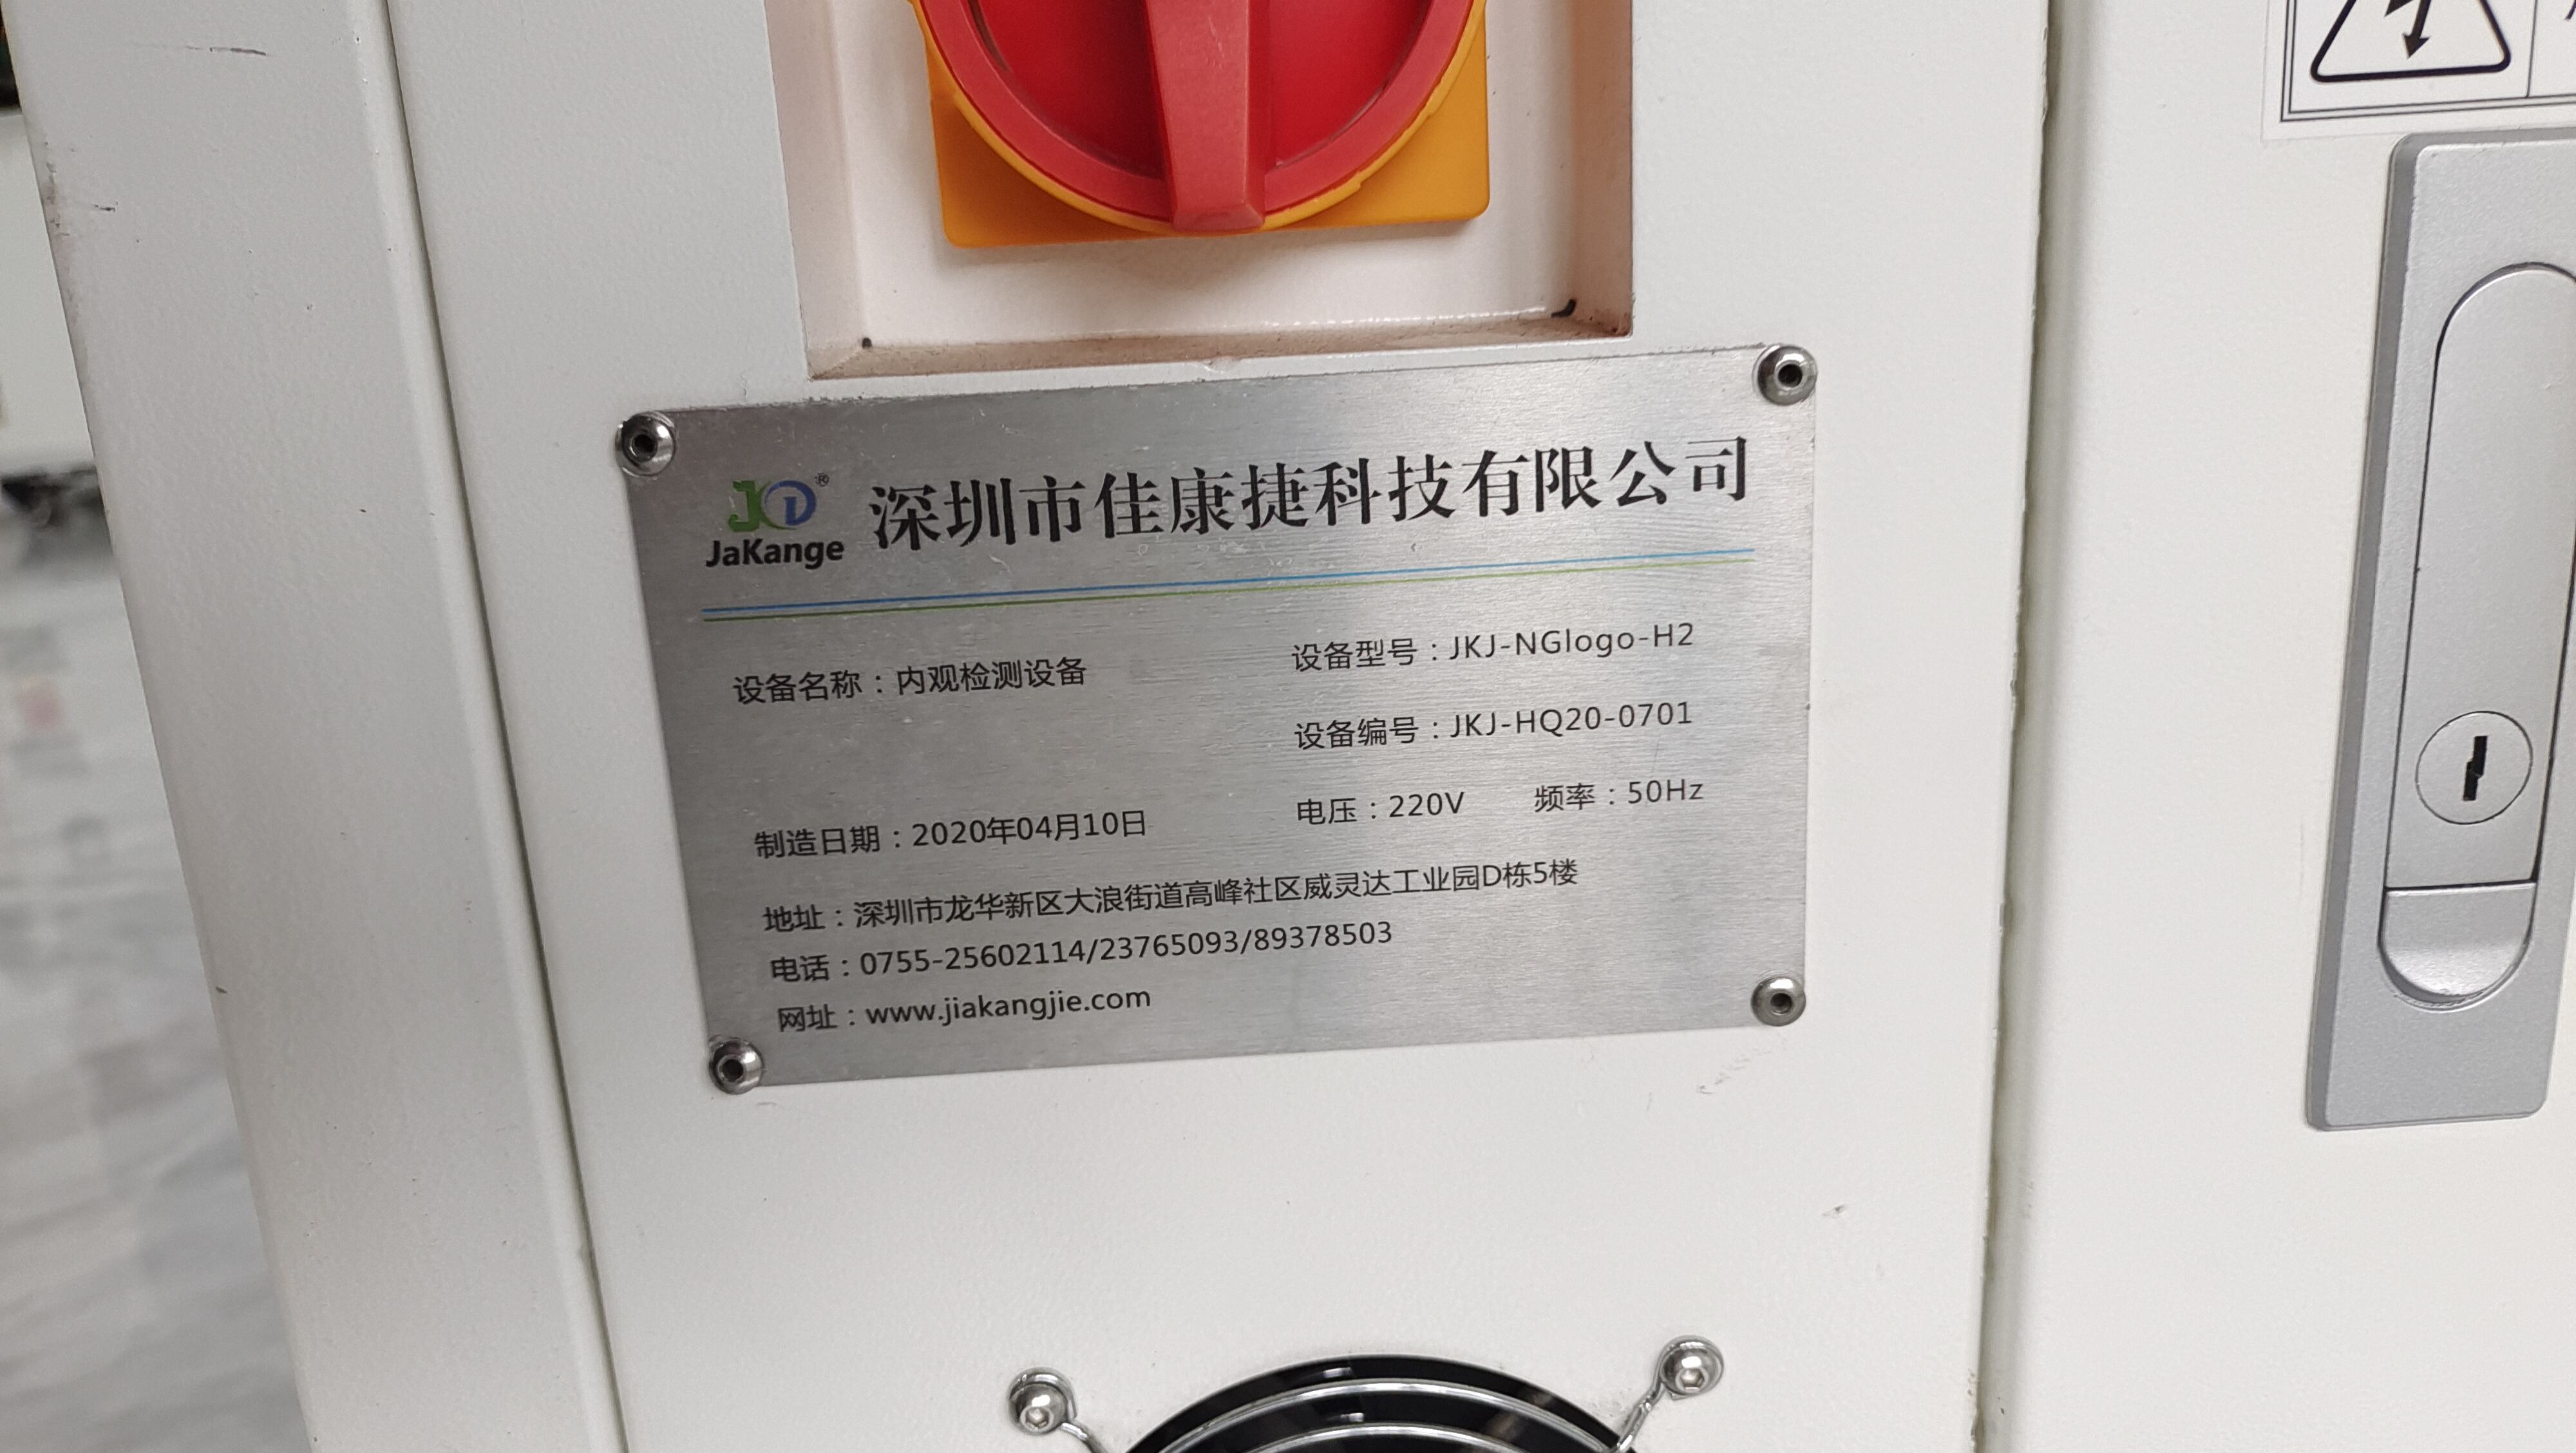 JD®
JaKange
深圳市佳康捷科技有限公司
设备名称：内观检测设备
设备型号：JKJ-NGlogo-H2
设备编号：JKJ-HQ20-0701
制造日期：2020年04月10日
电压：220V 频率：50Hz
地址：深圳市龙华新区大浪街道高峰社区威灵达工业园D栋5楼
电话：0755-25602114/23765093/89378503
网址：www.jiakangjie.com